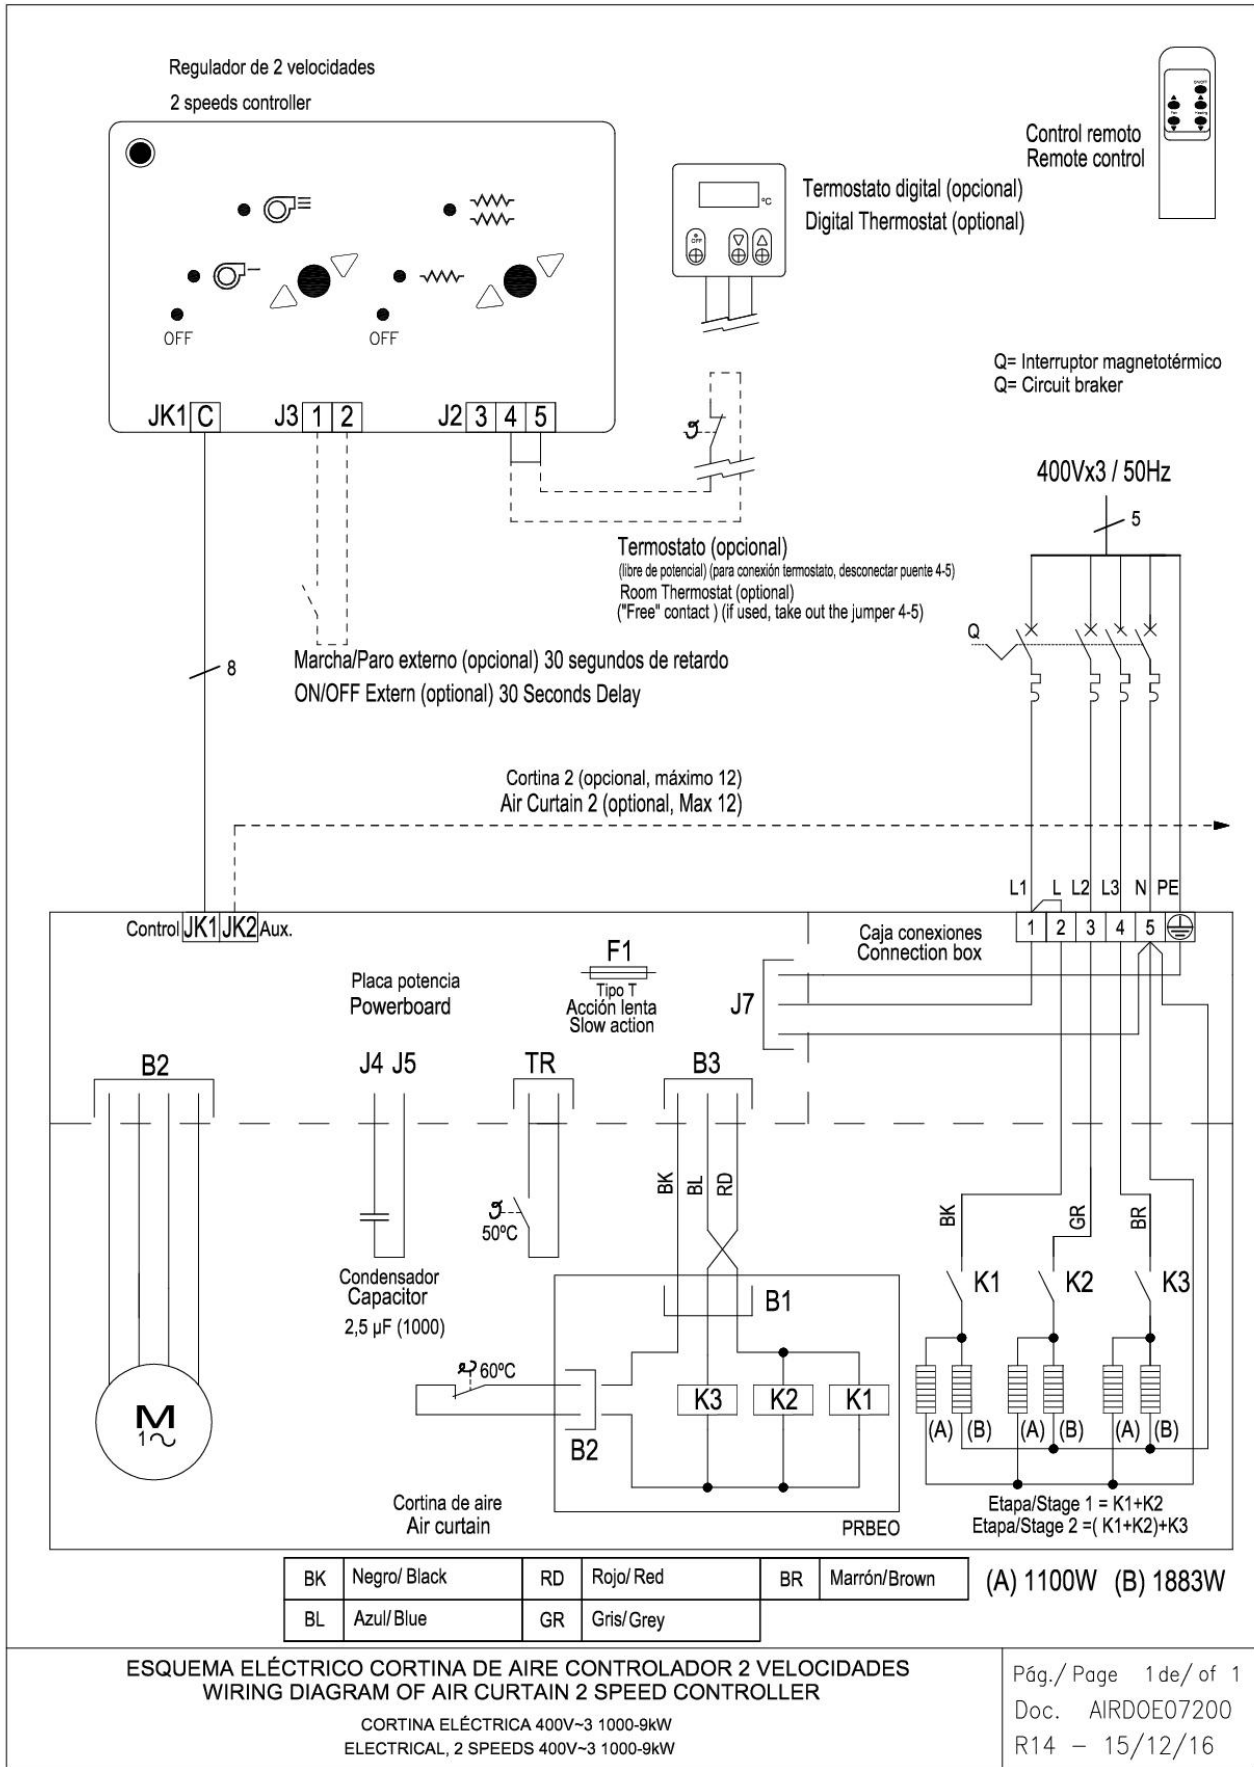 Regulador de 2 velocidades
2 speeds controller
OFF
OFF
JK1 C
J3 1 2
J2 3 4 5
°C
OFF
Termostato digital (opcional)
Digital Thermostat (optional)
Control remoto
Remote control
ON/OFF
Fan
Heating
Q= Interruptor magnetotérmico
Q= Circuit braker
400Vx3 / 50Hz
5
Q
Termostato (opcional)
(libre de potencial) (para conexión termostato, desconectar puente 4-5)
Room Thermostat (optional)
("Free" contact ) (if used, take out the jumper 4-5)
8
Marcha/Paro externo (opcional) 30 segundos de retardo
ON/OFF Extern (optional) 30 Seconds Delay
Cortina 2 (opcional, máximo 12)
Air Curtain 2 (optional, Max 12)
L1 L L2 L3 N PE
1 2 3 4 5
Control JK1 JK2 Aux.
Caja conexiones
Connection box
Placa potencia
Powerboard
F1
Tipo T
Acción lenta
Slow action
J7
B2
J4 J5
TR
B3
BK BL RD
BK GR BR
50ºC
Condensador
Capacitor
2,5 µF (1000)
B1
K1 K2 K3
60ºC
K3 K2 K1
B2
M
1~
(A) (B) (A) (B) (A) (B)
Cortina de aire
Air curtain
PRBEO
Etapa/Stage 1 = K1+K2
Etapa/Stage 2 =( K1+K2)+K3
BK Negro/ Black RD Rojo/ Red BR Marrón/Brown
BL Azul/ Blue GR Gris/Grey
(A) 1100W (B) 1883W
ESQUEMA ELÉCTRICO CORTINA DE AIRE CONTROLADOR 2 VELOCIDADES
WIRING DIAGRAM OF AIR CURTAIN 2 SPEED CONTROLLER
CORTINA ELÉCTRICA 400V~3 1000-9kW
ELECTRICAL, 2 SPEEDS 400V~3 1000-9kW
Pág./ Page 1 de/ of 1
Doc. AIRDOE07200
R14 – 15/12/16